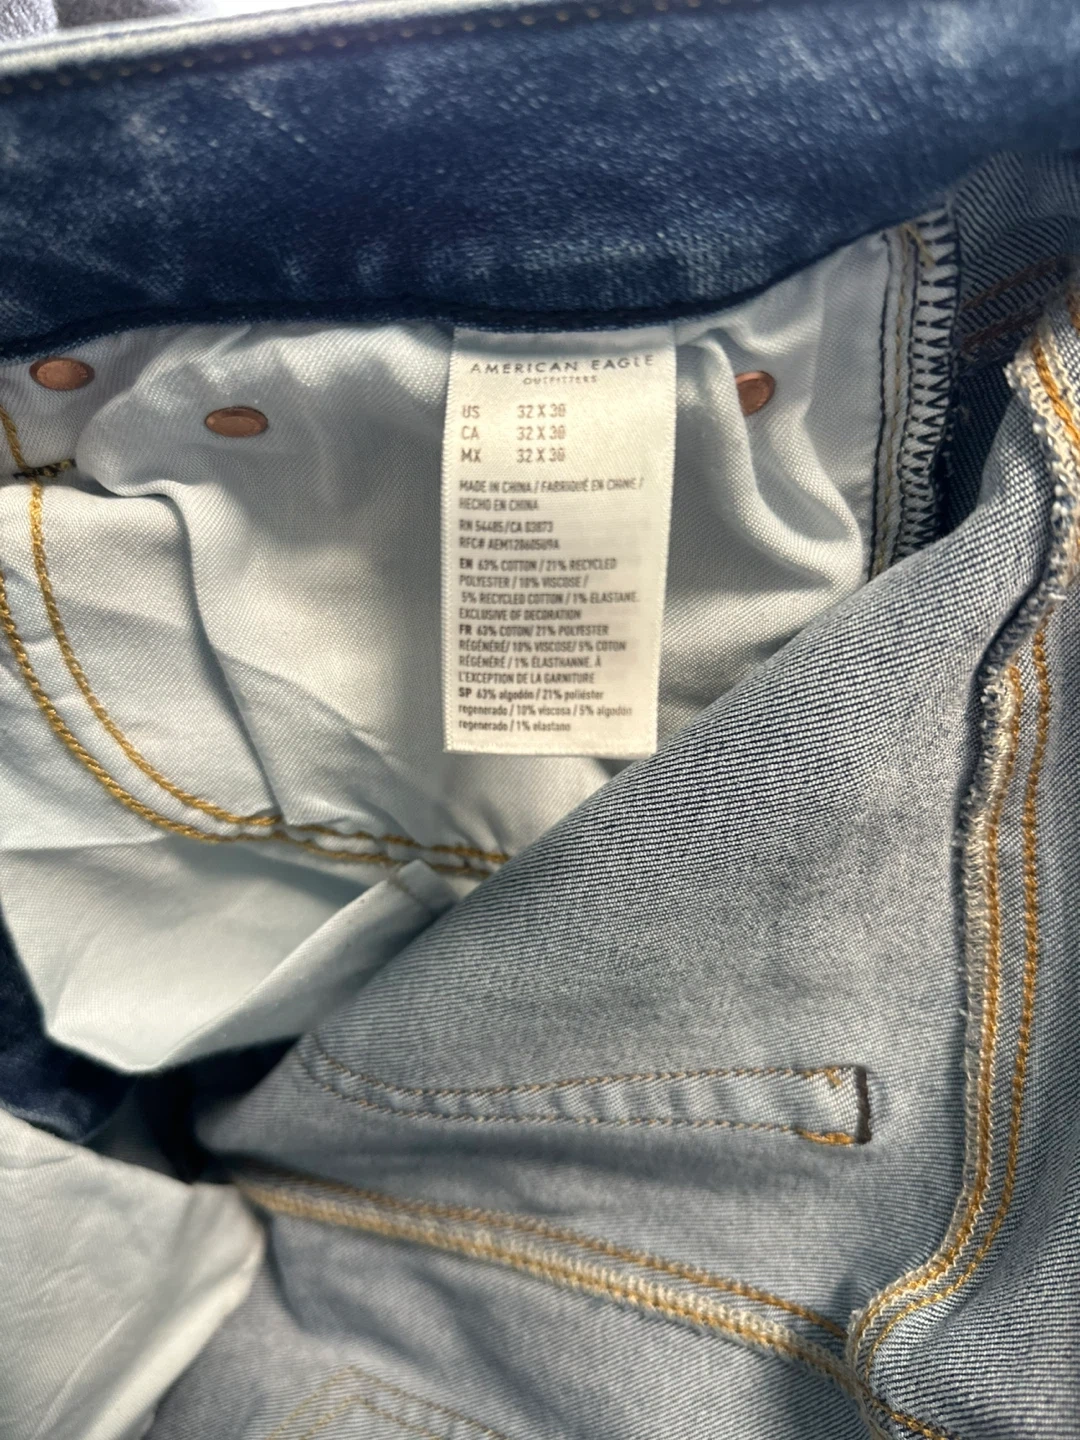 AMERICAN EAGLE
OUTFITTERS
US 32 X 30
CA 32 X 30
MX 32 X 30
MADE IN CHINA / FABRIQUÉ EN CHINE /
HECHO EN CHINA
RN 54485/CA 03873
RFC# AEM120605U9A
EN 63% COTTON / 21% RECYCLED
POLYESTER / 10% VISCOSE /
5% RECYCLED COTTON / 1% ELASTANE.
EXCLUSIVE OF DECORATION
FR 63% COTON/ 21% POLYESTER
RÉGÉNÉRÉ/ 10% VISCOSE/ 5% COTON
RÉGÉNÉRÉ / 1% ÉLASTHANNE. À
L'EXCEPTION DE LA GARNITURE
SP 63% algodón / 21% poliéster
regenerado / 10% viscosa / 5% algodón
regenerado / 1% elastano